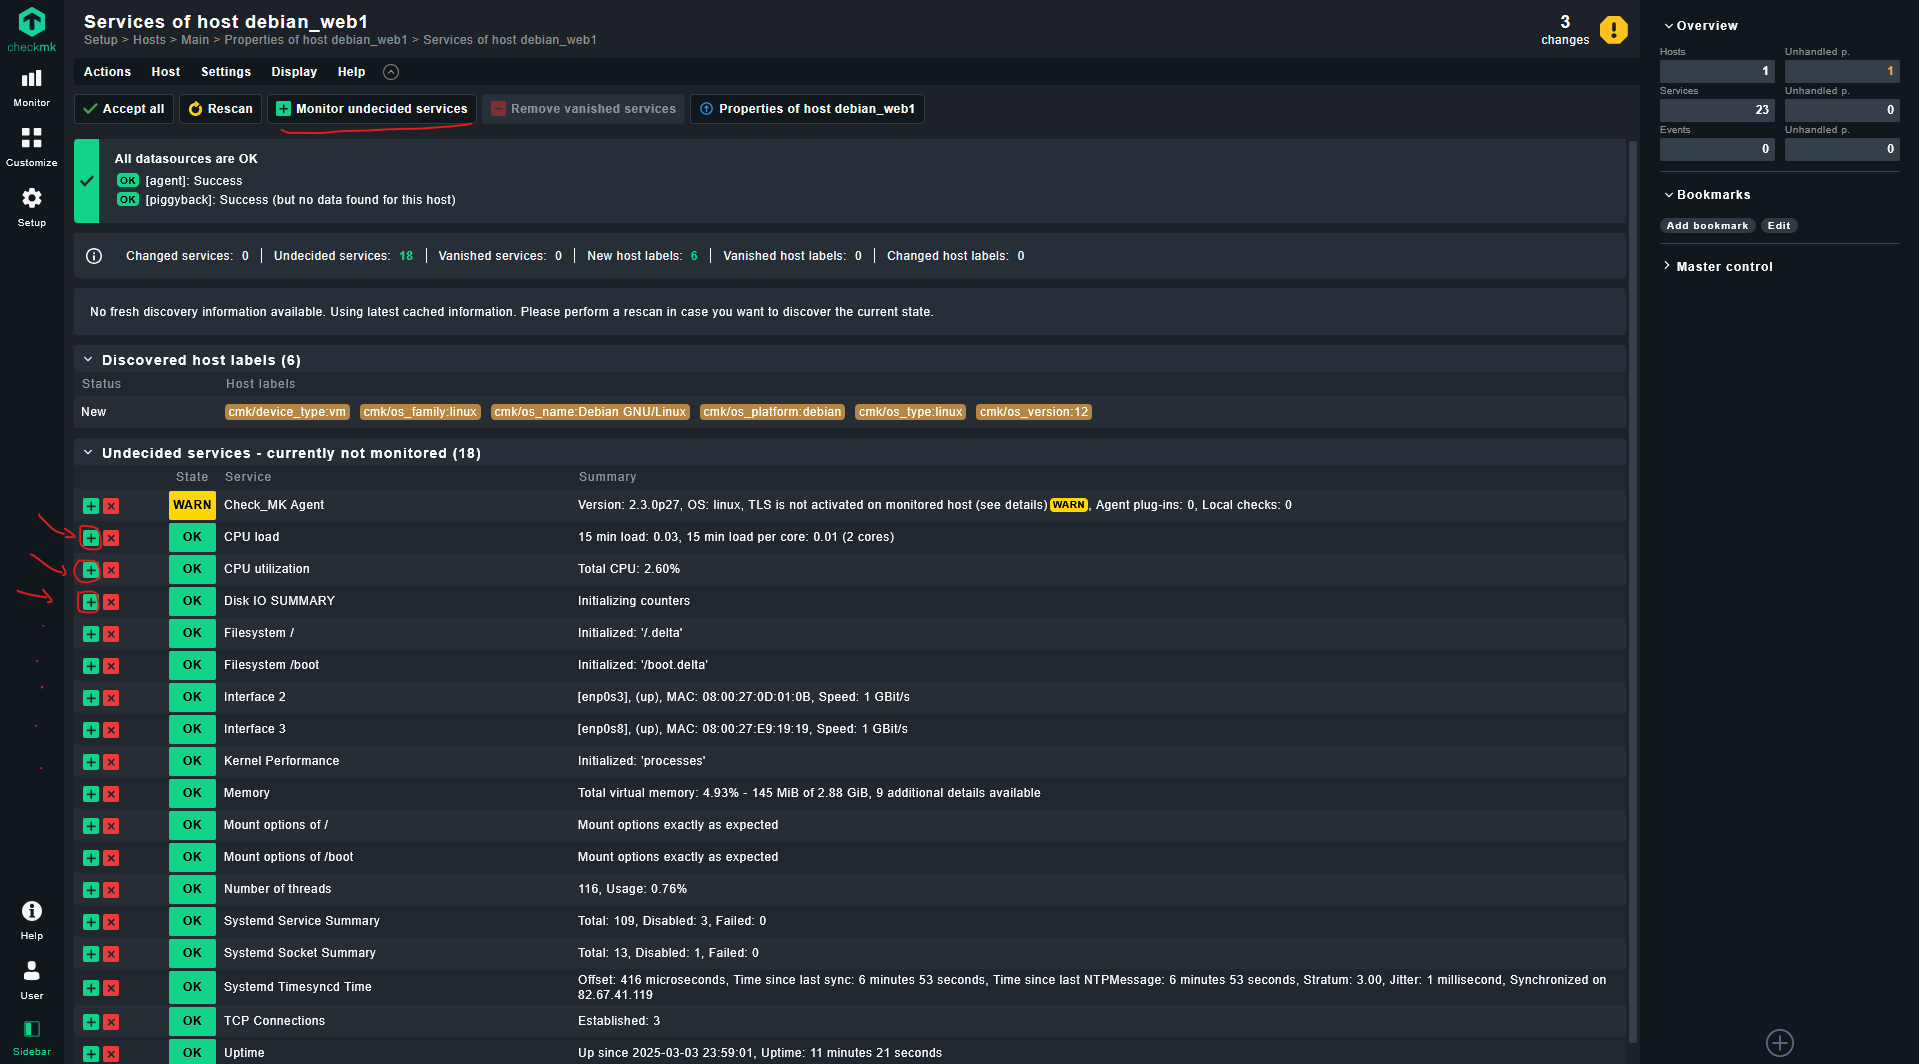 checkmk
Monitor
Customize
Setup
Help
User
Sidebar
Services of host debian_web1
Setup > Hosts > Main > Properties of host debian_web1 > Services of host debian_web1
3
changes
Actions Host Settings Display Help
Accept all Rescan Monitor undecided services Remove vanished services Properties of host debian_web1
All datasources are OK
OK [agent]: Success
OK [piggyback]: Success (but no data found for this host)
Changed services: 0 | Undecided services: 18 | Vanished services: 0 | New host labels: 6 | Vanished host labels: 0 | Changed host labels: 0
No fresh discovery information available. Using latest cached information. Please perform a rescan in case you want to discover the current state.
Discovered host labels (6)
Status Host labels
New cmk/device_type:vm cmk/os_family:linux cmk/os_name:Debian GNU/Linux cmk/os_platform:debian cmk/os_type:linux cmk/os_version:12
Undecided services - currently not monitored (18)
State Service Summary
WARN Check_MK Agent Version: 2.3.0p27, OS: linux, TLS is not activated on monitored host (see details) WARN, Agent plug-ins: 0, Local checks: 0
OK CPU load 15 min load: 0.03, 15 min load per core: 0.01 (2 cores)
OK CPU utilization Total CPU: 2.60%
OK Disk IO SUMMARY Initializing counters
OK Filesystem / Initialized: '/.delta'
OK Filesystem /boot Initialized: '/boot.delta'
OK Interface 2 [enp0s3], (up), MAC: 08:00:27:0D:01:0B, Speed: 1 GBit/s
OK Interface 3 [enp0s8], (up), MAC: 08:00:27:E9:19:19, Speed: 1 GBit/s
OK Kernel Performance Initialized: 'processes'
OK Memory Total virtual memory: 4.93% - 145 MiB of 2.88 GiB, 9 additional details available
OK Mount options of / Mount options exactly as expected
OK Mount options of /boot Mount options exactly as expected
OK Number of threads 116, Usage: 0.76%
OK Systemd Service Summary Total: 109, Disabled: 3, Failed: 0
OK Systemd Socket Summary Total: 13, Disabled: 1, Failed: 0
OK Systemd Timesyncd Time Offset: 416 microseconds, Time since last sync: 6 minutes 53 seconds, Time since last NTPMessage: 6 minutes 53 seconds, Stratum: 3.00, Jitter: 1 millisecond, Synchronized on
82.67.41.119
OK TCP Connections Established: 3
OK Uptime Up since 2025-03-03 23:59:01, Uptime: 11 minutes 21 seconds
Overview
Hosts Unhandled p.
1 1
Services Unhandled p.
23 0
Events Unhandled p.
0 0
Bookmarks
Add bookmark Edit
Master control